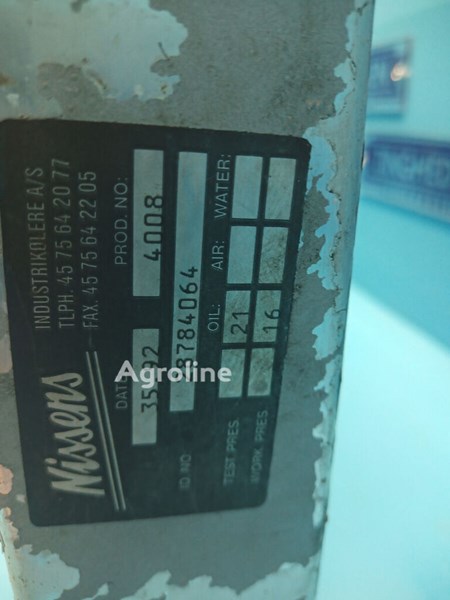 Nissens
INDUSTRIKØLERE A/S
TLPH. 45 75 64 20 77
FAX. 45 75 64 22 05
DATE: PROD. NO:
4008
ID. NO:
OIL: AIR: WATER:
TEST. PRES. 21
WORK. PRES 16
Agroline